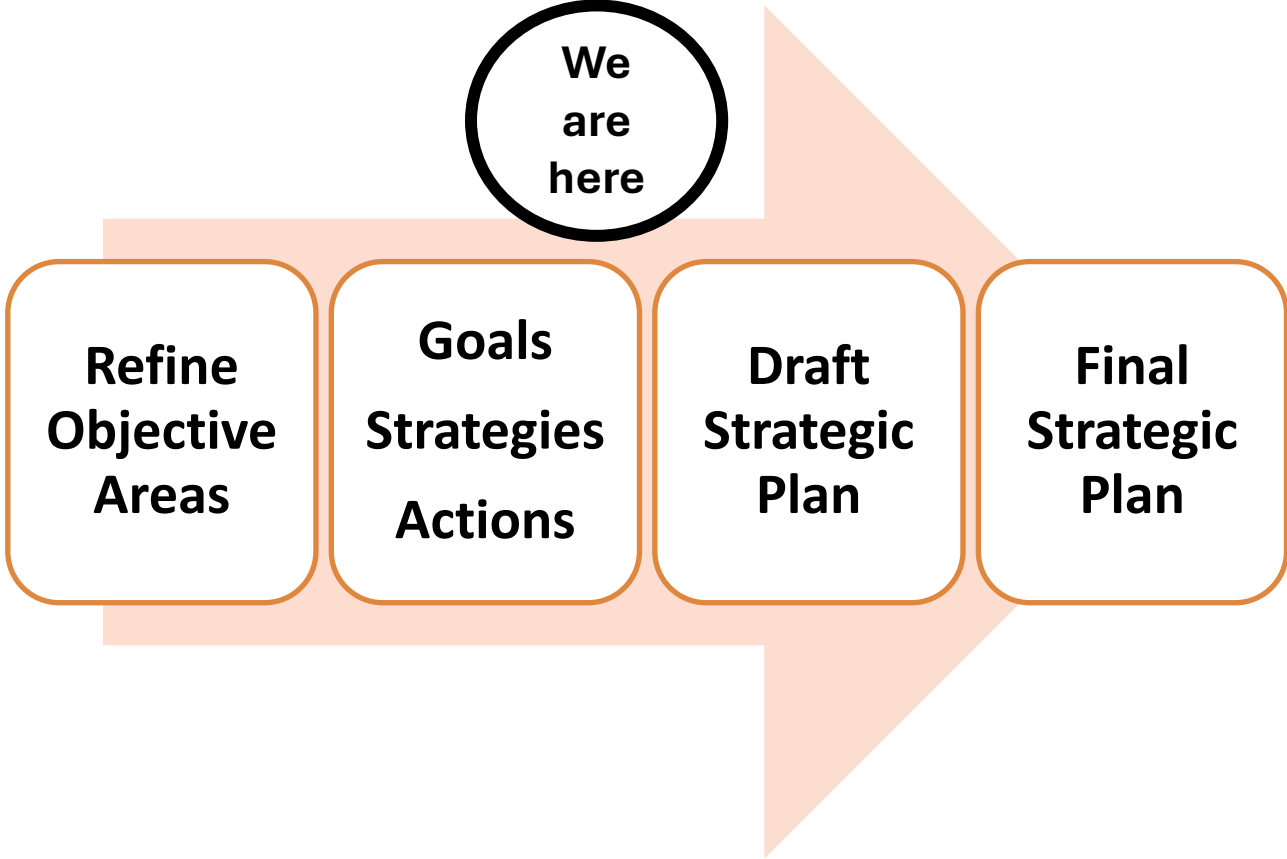 We
are
here
Refine
Objective
Areas
Goals
Strategies
Actions
Draft
Strategic
Plan
Final
Strategic
Plan